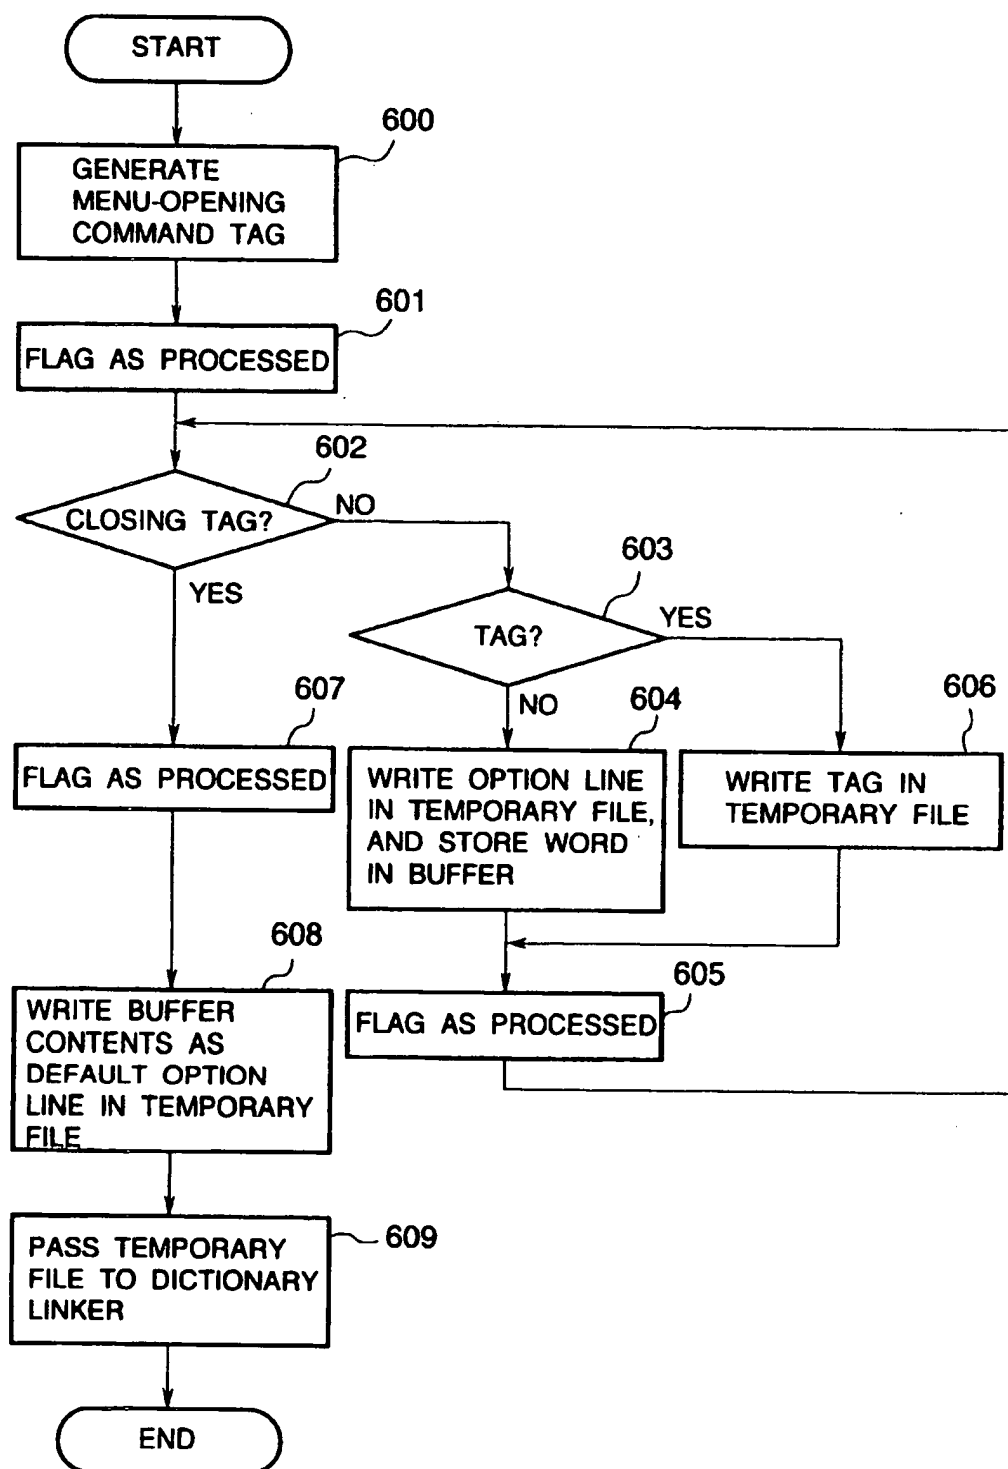 START
600
GENERATE
MENU-OPENING
COMMAND TAG
601
FLAG AS PROCESSED
602
CLOSING TAG?
NO
YES
603
TAG?
YES
NO
607
FLAG AS PROCESSED
604
WRITE OPTION LINE
IN TEMPORARY FILE,
AND STORE WORD
IN BUFFER
606
WRITE TAG IN
TEMPORARY FILE
608
WRITE BUFFER
CONTENTS AS
DEFAULT OPTION
LINE IN TEMPORARY
FILE
605
FLAG AS PROCESSED
609
PASS TEMPORARY
FILE TO DICTIONARY
LINKER
END